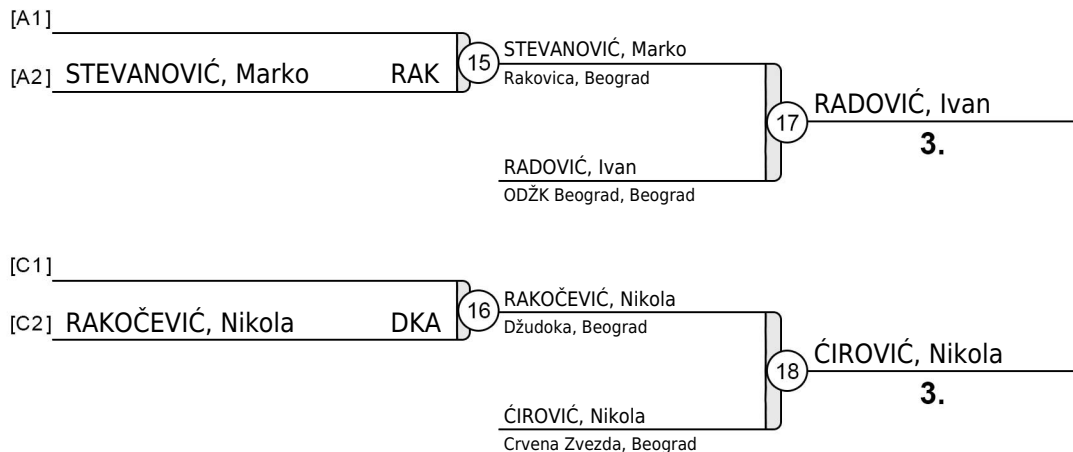 [A1]
[A2] STEVANOVIĆ, Marko RAK
15
STEVANOVIĆ, Marko
Rakovica, Beograd
17
RADOVIĆ, Ivan
3.
RADOVIĆ, Ivan
ODŽK Beograd, Beograd
[C1]
[C2] RAKOČEVIĆ, Nikola DKA
16
RAKOČEVIĆ, Nikola
Džudoka, Beograd
18
ĆIROVIĆ, Nikola
3.
ĆIROVIĆ, Nikola
Crvena Zvezda, Beograd